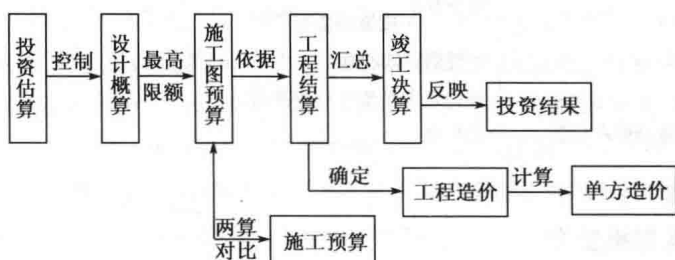 投资估算
控制
设计概算
最高
限额
施工图预算
依据
工程结算
汇总
竣工决算
反映
投资结果
确定
工程造价
计算
单方造价
两算
对比
施工预算